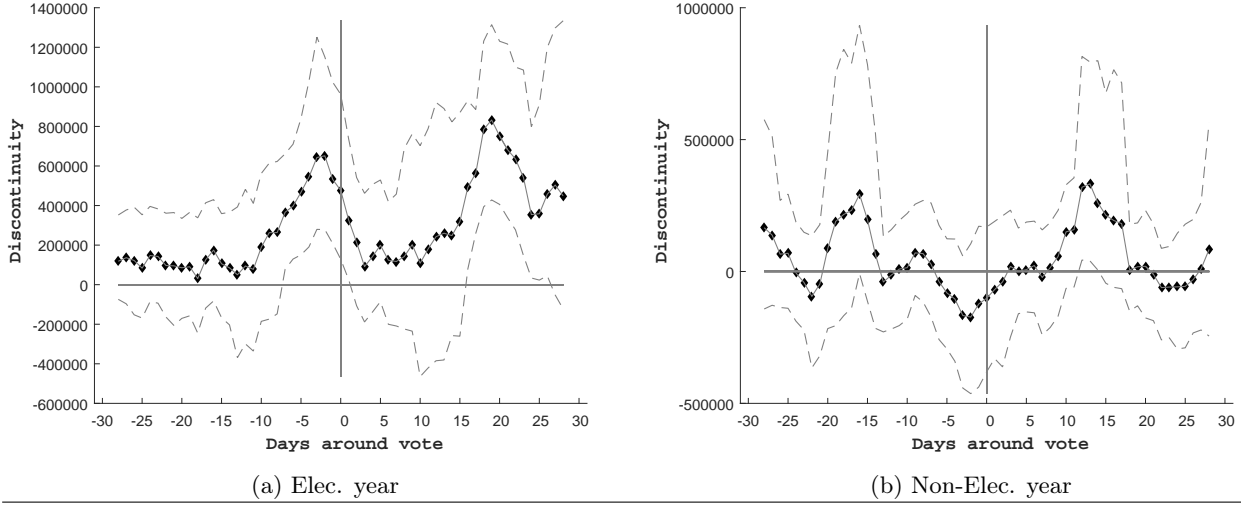 1400000
1200000
1000000
800000
600000
400000
200000
0
-200000
-400000
-600000
Discontinuity
-30 -25 -20 -15 -10 -5 0 5 10 15 20 25 30
Days around vote
(a) Elec. year
1000000
500000
0
-500000
Discontinuity
-30 -25 -20 -15 -10 -5 0 5 10 15 20 25 30
Days around vote
(b) Non-Elec. year